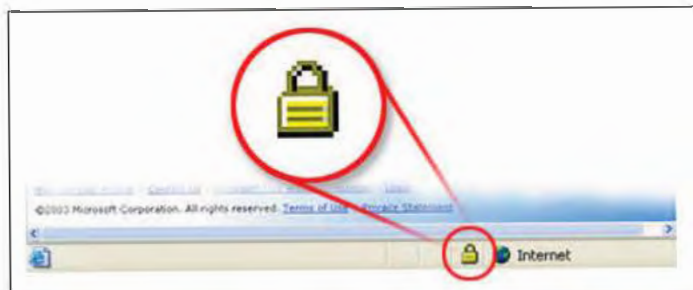 ©2003 Microsoft Corporation. All rights reserved. Terms of Use Privacy Statement
Internet